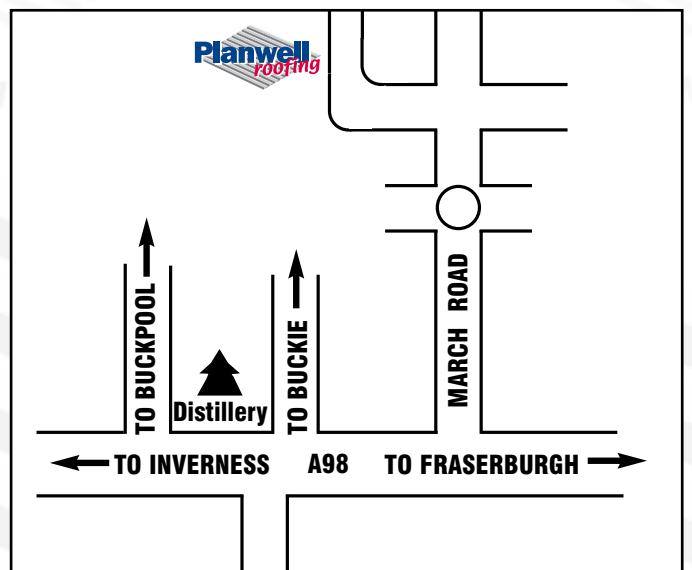 Planwell
roofing
TO BUCKPOOL
Distillery
TO BUCKIE
MARCH ROAD
TO INVERNESS A98 TO FRASERBURGH